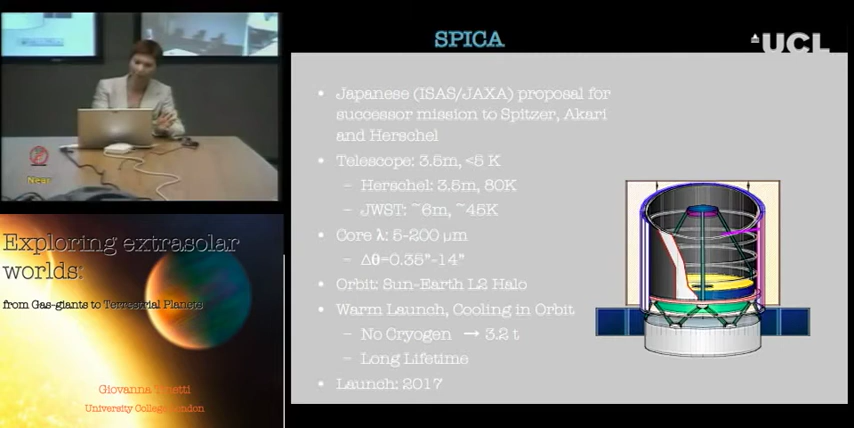 SPICA
UCL
• Japanese (ISAS/JAXA) proposal for
successor mission to Spitzer, Akari
and Herschel
• Telescope: 3.5m, <5 K
– Herschel: 3.5m, 80K
– JWST: ~6m, ~45K
• Core λ: 5-200 μm
– Δθ=0.35"-14"
• Orbit: Sun-Earth L2 Halo
• Warm Launch, Cooling in Orbit
– No Cryogen → 3.2 t
– Long Lifetime
• Launch: 2017
Near
Exploring extrasolar
worlds:
from Gas-giants to Terrestrial Planets
Giovanna Tinetti
University College London